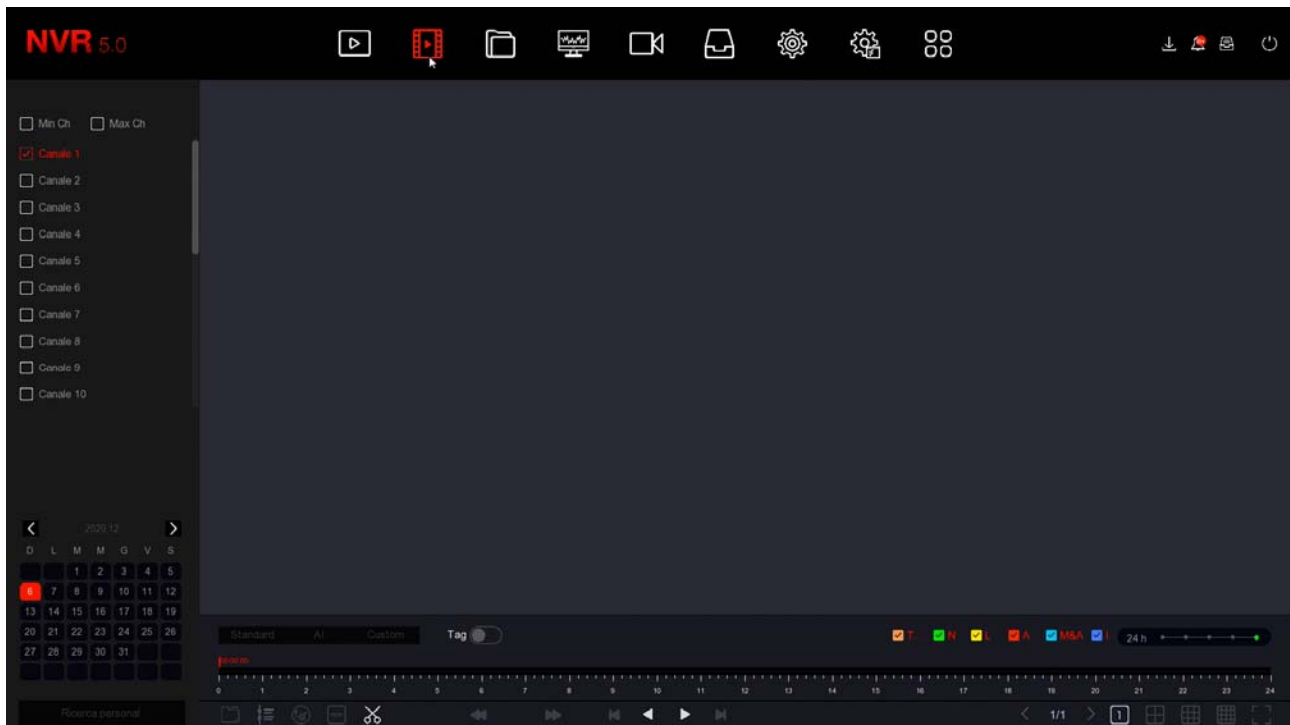 NVR 5.0
Min Ch Max Ch
Canale 1
Canale 2
Canale 3
Canale 4
Canale 5
Canale 6
Canale 7
Canale 8
Canale 9
Canale 10
2020.12
D L M M G V S
1 2 3 4 5
6 7 8 9 10 11 12
13 14 15 16 17 18 19
20 21 22 23 24 25 26
27 28 29 30 31
Ricerca personal
Standard AI Custom Tag T N L A M&A I 24 h
00:00:00
0 1 2 3 4 5 6 7 8 9 10 11 12 13 14 15 16 17 18 19 20 21 22 23 24
1/1 1